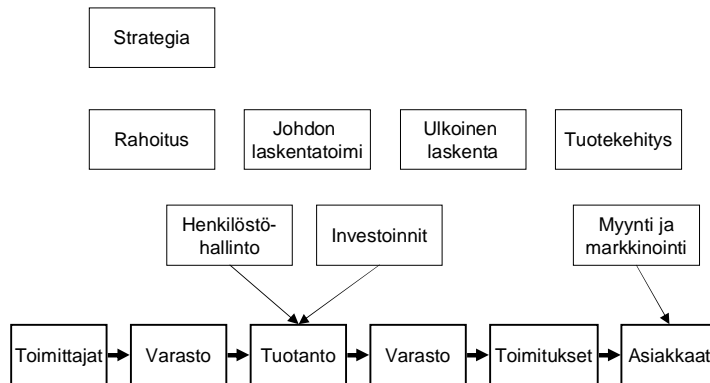 Strategia
Rahoitus
Johdon
laskentatoimi
Ulkoinen
laskenta
Tuotekehitys
Henkilöstö-
hallinto
Investoinnit
Myynti ja
markkinointi
Toimittajat
Varasto
Tuotanto
Varasto
Toimitukset
Asiakkaat